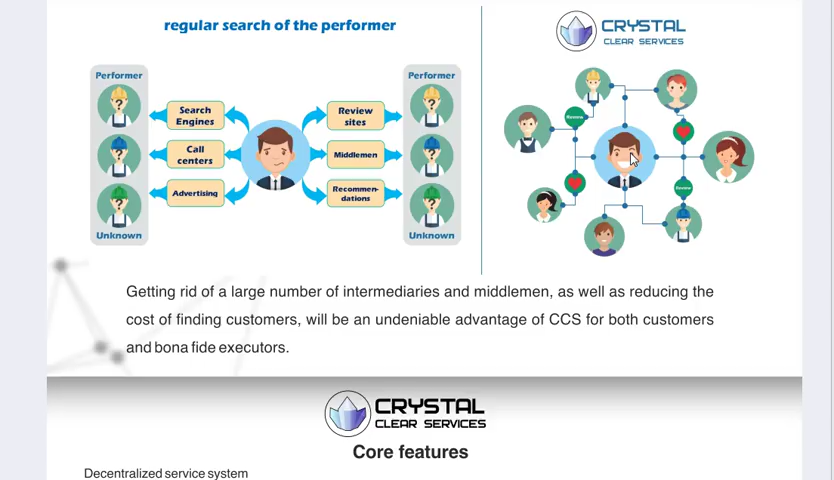 regular search of the performer
CRYSTAL
CLEAR SERVICES
Performer
?
?
?
Unknown
Search
Engines
Call
centers
Advertising
Review
sites
Middlemen
Recommen-
dations
Performer
?
?
?
Unknown
Review
Review
Getting rid of a large number of intermediaries and middlemen, as well as reducing the
cost of finding customers, will be an undeniable advantage of CCS for both customers
and bona fide executors.
CRYSTAL
CLEAR SERVICES
Core features
Decentralized service system